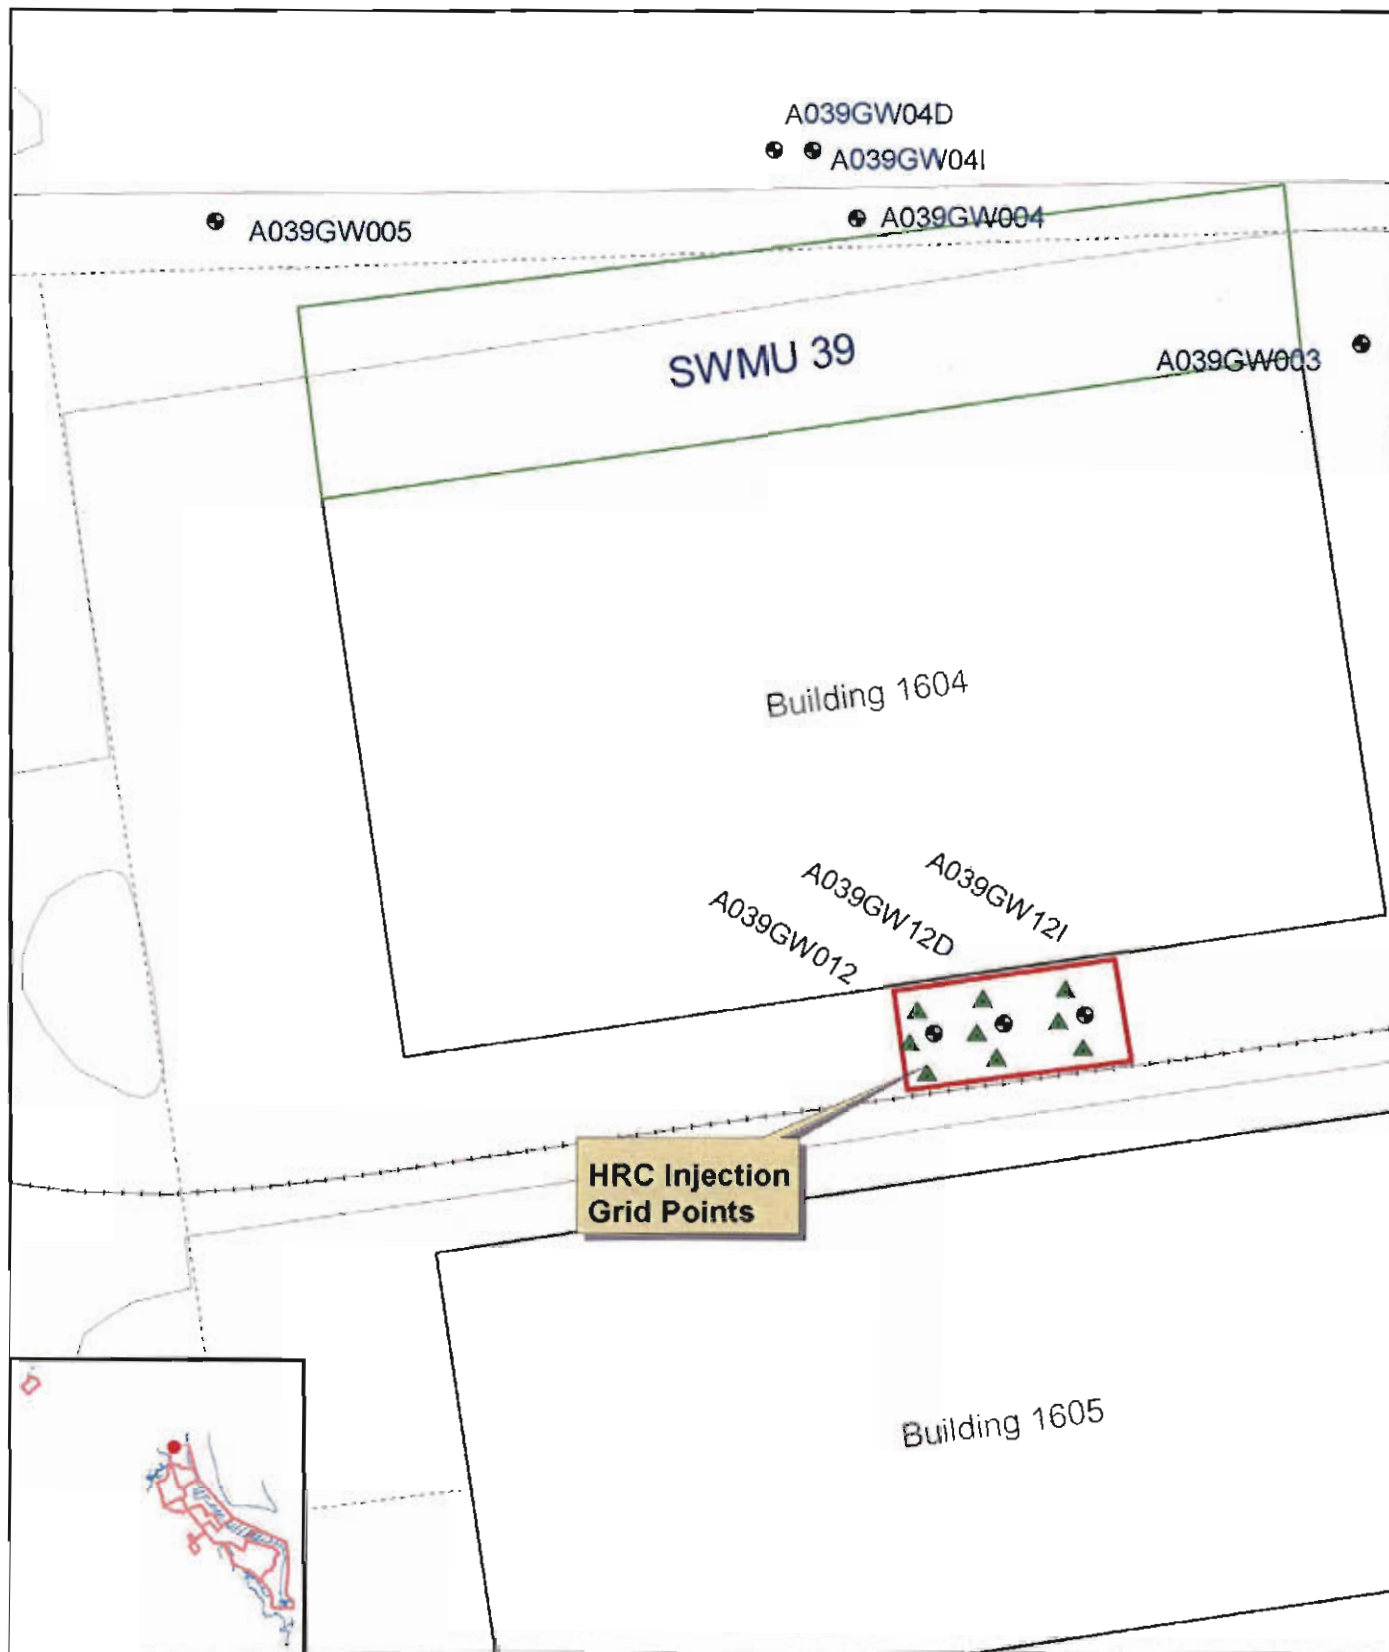 A039GW04D
A039GW04I
A039GW005
A039GW004
SWMU 39
A039GW003
Building 1604
A039GW012
A039GW12D
A039GW12I
HRC Injection
Grid Points
Building 1605